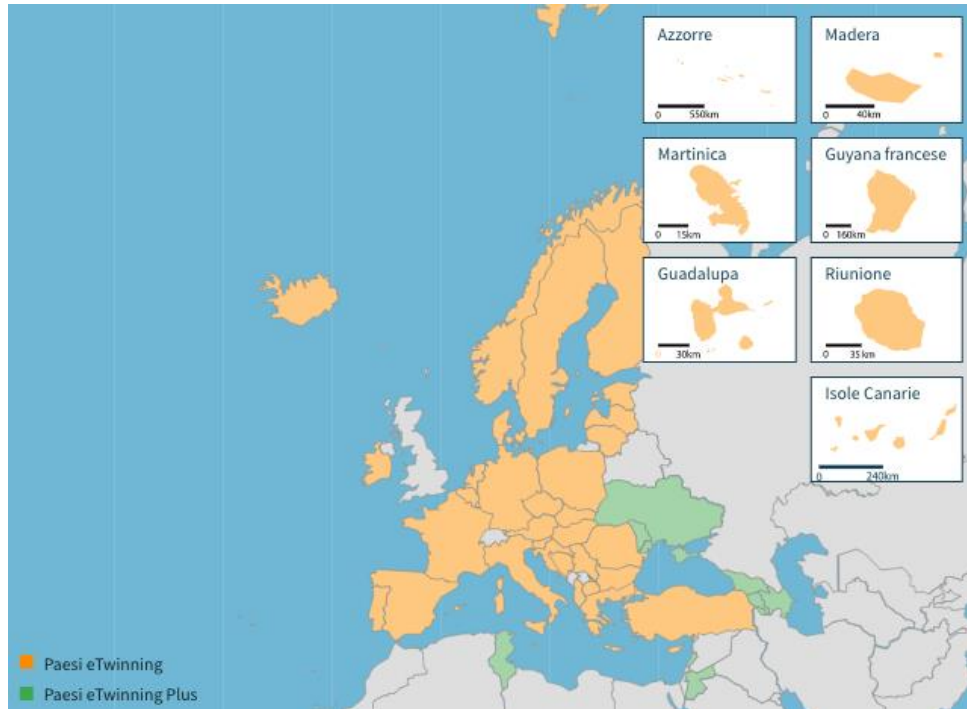 Azzorre
0 550km
Madera
0 40km
Martinica
0 15km
Guyana francese
0 160km
Guadalupa
0 30km
Riunione
0 35 km
Isole Canarie
0 240km
Paesi eTwinning
Paesi eTwinning Plus